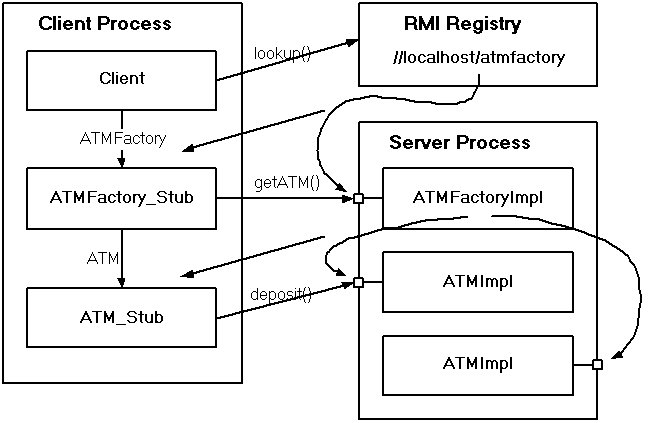 Client Process
RMI Registry
lookup()
//localhost/atmfactory
Client
ATMFactory
Server Process
ATMFactory_Stub
getATM()
ATMFactoryImpl
ATM
ATMImpl
deposit()
ATM_Stub
ATMImpl